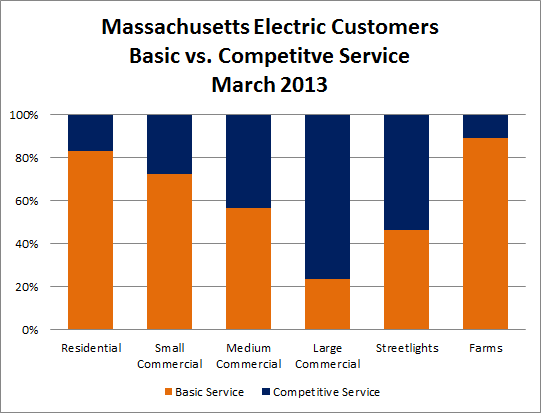 Massachusetts Electric Customers
Basic vs. Competitve Service
March 2013
100%
80%
60%
40%
20%
0%
Residential
Small
Commercial
Medium
Commercial
Large
Commercial
Streetlights
Farms
Basic Service
Competitive Service